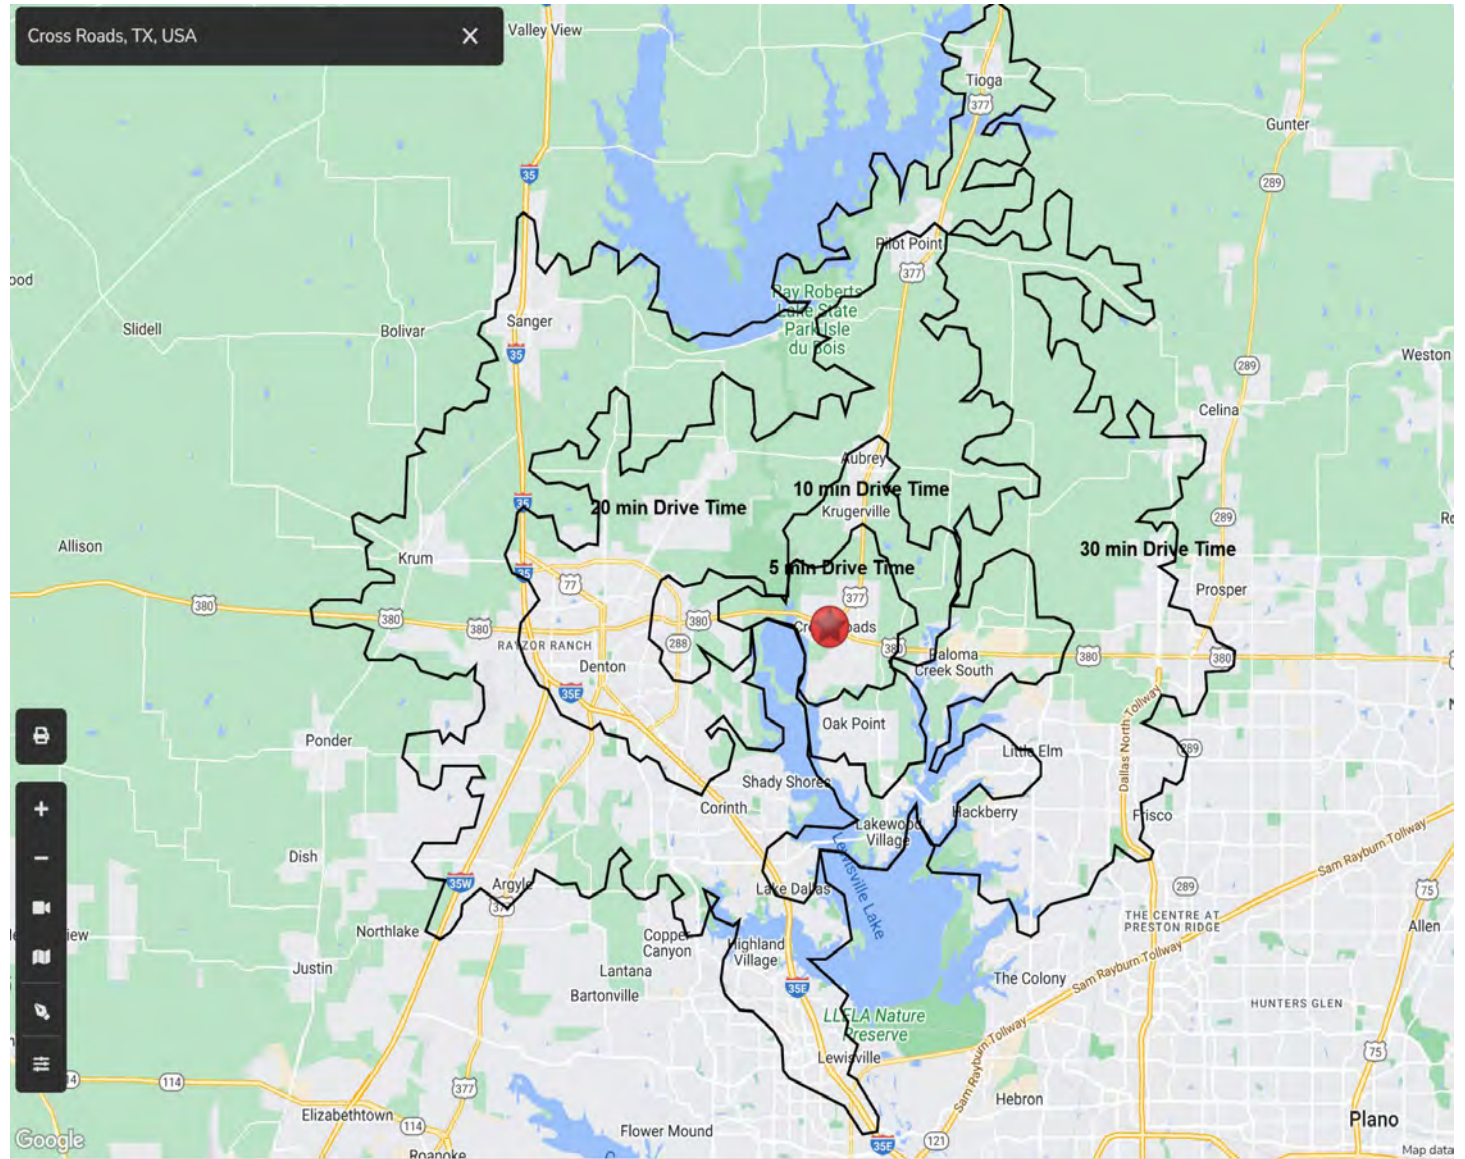 Cross Roads, TX, USA
Valley View
Tioga
377
Gunter
35
289
Pilot Point
377
Ray Roberts
Lake State
Park Isle
du Bois
Slidell
Bolivar
Sanger
35
289
Weston
Celina
Aubrey
10 min Drive Time
35
20 min Drive Time
Krugerville
289
Allison
Krum
30 min Drive Time
35
5 min Drive Time
77
377
Prosper
380
380
380
380
RAYZOR RANCH
288
380
380
380
Denton
Paloma
Creek South
35E
Oak Point
Dallas North Tollway
Ponder
Little Elm
289
Shady Shores
Corinth
Hackberry
Frisco
Lakewood
Village
Sam Rayburn Tollway
Dish
35W
Argyle
377
Lake Dallas
Lewisville Lake
289
75
THE CENTRE AT
PRESTON RIDGE
Allen
Northlake
Copper
Canyon
Highland
Village
Sam Rayburn Tollway
Justin
Lantana
The Colony
Bartonville
35E
HUNTERS GLEN
LLELA Nature
Preserve
Lewisville
Sam Rayburn Tollway
75
114
377
Elizabethtown
114
Hebron
Plano
Flower Mound
35E
121
Google
Roanoke
Map data